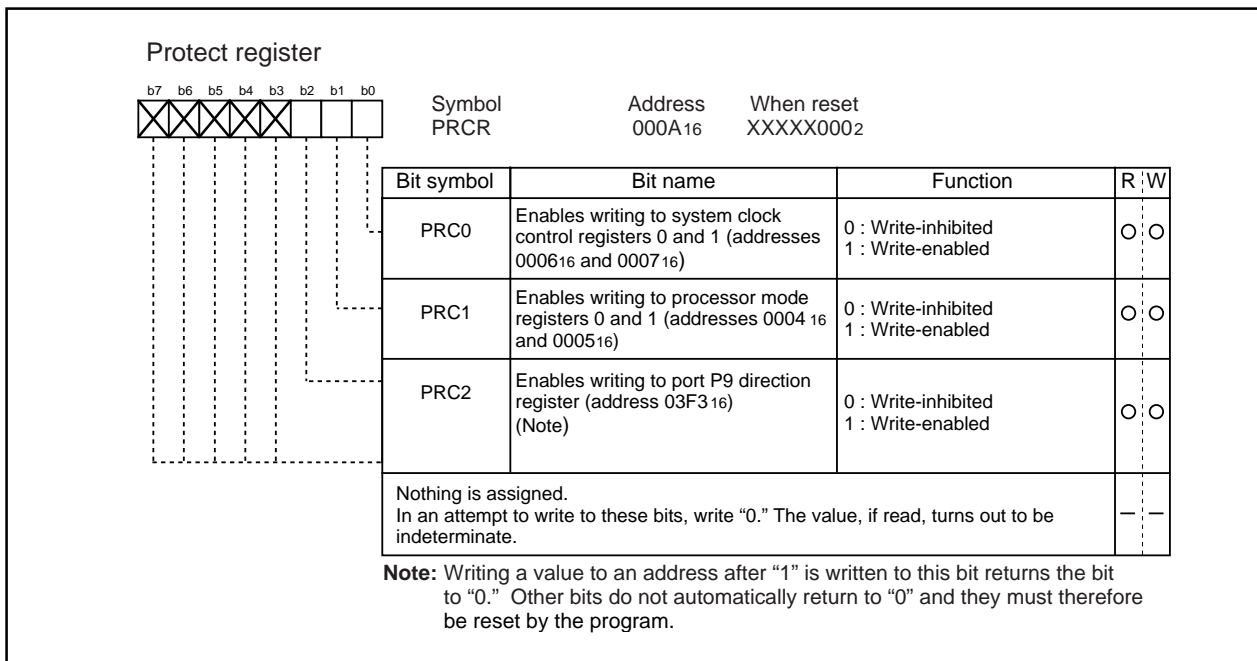 Protect register
b7 b6 b5 b4 b3 b2 b1 b0
Symbol Address When reset
PRCR 000A16 XXXXX0002
Bit symbol Bit name Function R W
PRC0
Enables writing to system clock
control registers 0 and 1 (addresses
000616 and 000716)
0 : Write-inhibited
1 : Write-enabled
PRC1
Enables writing to processor mode
registers 0 and 1 (addresses 0004 16
and 000516)
0 : Write-inhibited
1 : Write-enabled
PRC2
Enables writing to port P9 direction
register (address 03F3 16)
(Note)
0 : Write-inhibited
1 : Write-enabled
Nothing is assigned.
In an attempt to write to these bits, write “0.” The value, if read, turns out to be
indeterminate.
– –
Note: Writing a value to an address after “1” is written to this bit returns the bit
to “0.” Other bits do not automatically return to “0” and they must therefore
be reset by the program.